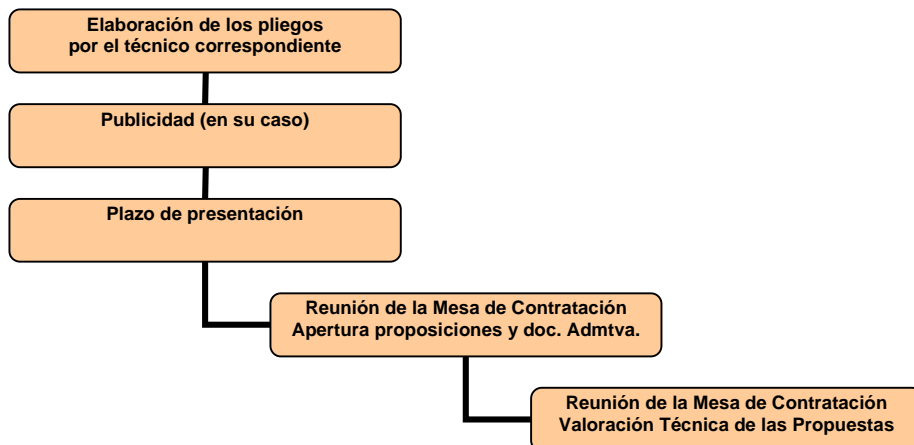 Elaboración de los pliegos
por el técnico correspondiente
Publicidad (en su caso)
Plazo de presentación
Reunión de la Mesa de Contratación
Apertura proposiciones y doc. Admtva.
Reunión de la Mesa de Contratación
Valoración Técnica de las Propuestas